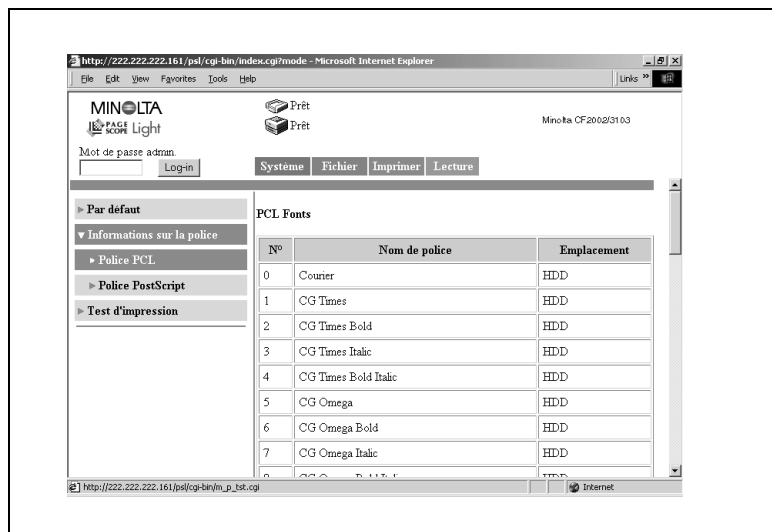 http://222.222.222.161/psl/cgi-bin/index.cgi?mode - Microsoft Internet Explorer
File Edit View Favorites Tools Help Links »
MINOLTA
PAGE SCOPE Light
Prêt
Prêt
Minolta CF2002/3103
Mot de passe admin.
Log-in
Système Fichier Imprimer Lecture
Par défaut
Informations sur la police
Police PCL
Police PostScript
Test d'impression
PCL Fonts
Nº Nom de police Emplacement
0 Courier HDD
1 CG Times HDD
2 CG Times Bold HDD
3 CG Times Italic HDD
4 CG Times Bold Italic HDD
5 CG Omega HDD
6 CG Omega Bold HDD
7 CG Omega Italic HDD
http://222.222.222.161/psl/cgi-bin/m_p_tst.cgi Internet